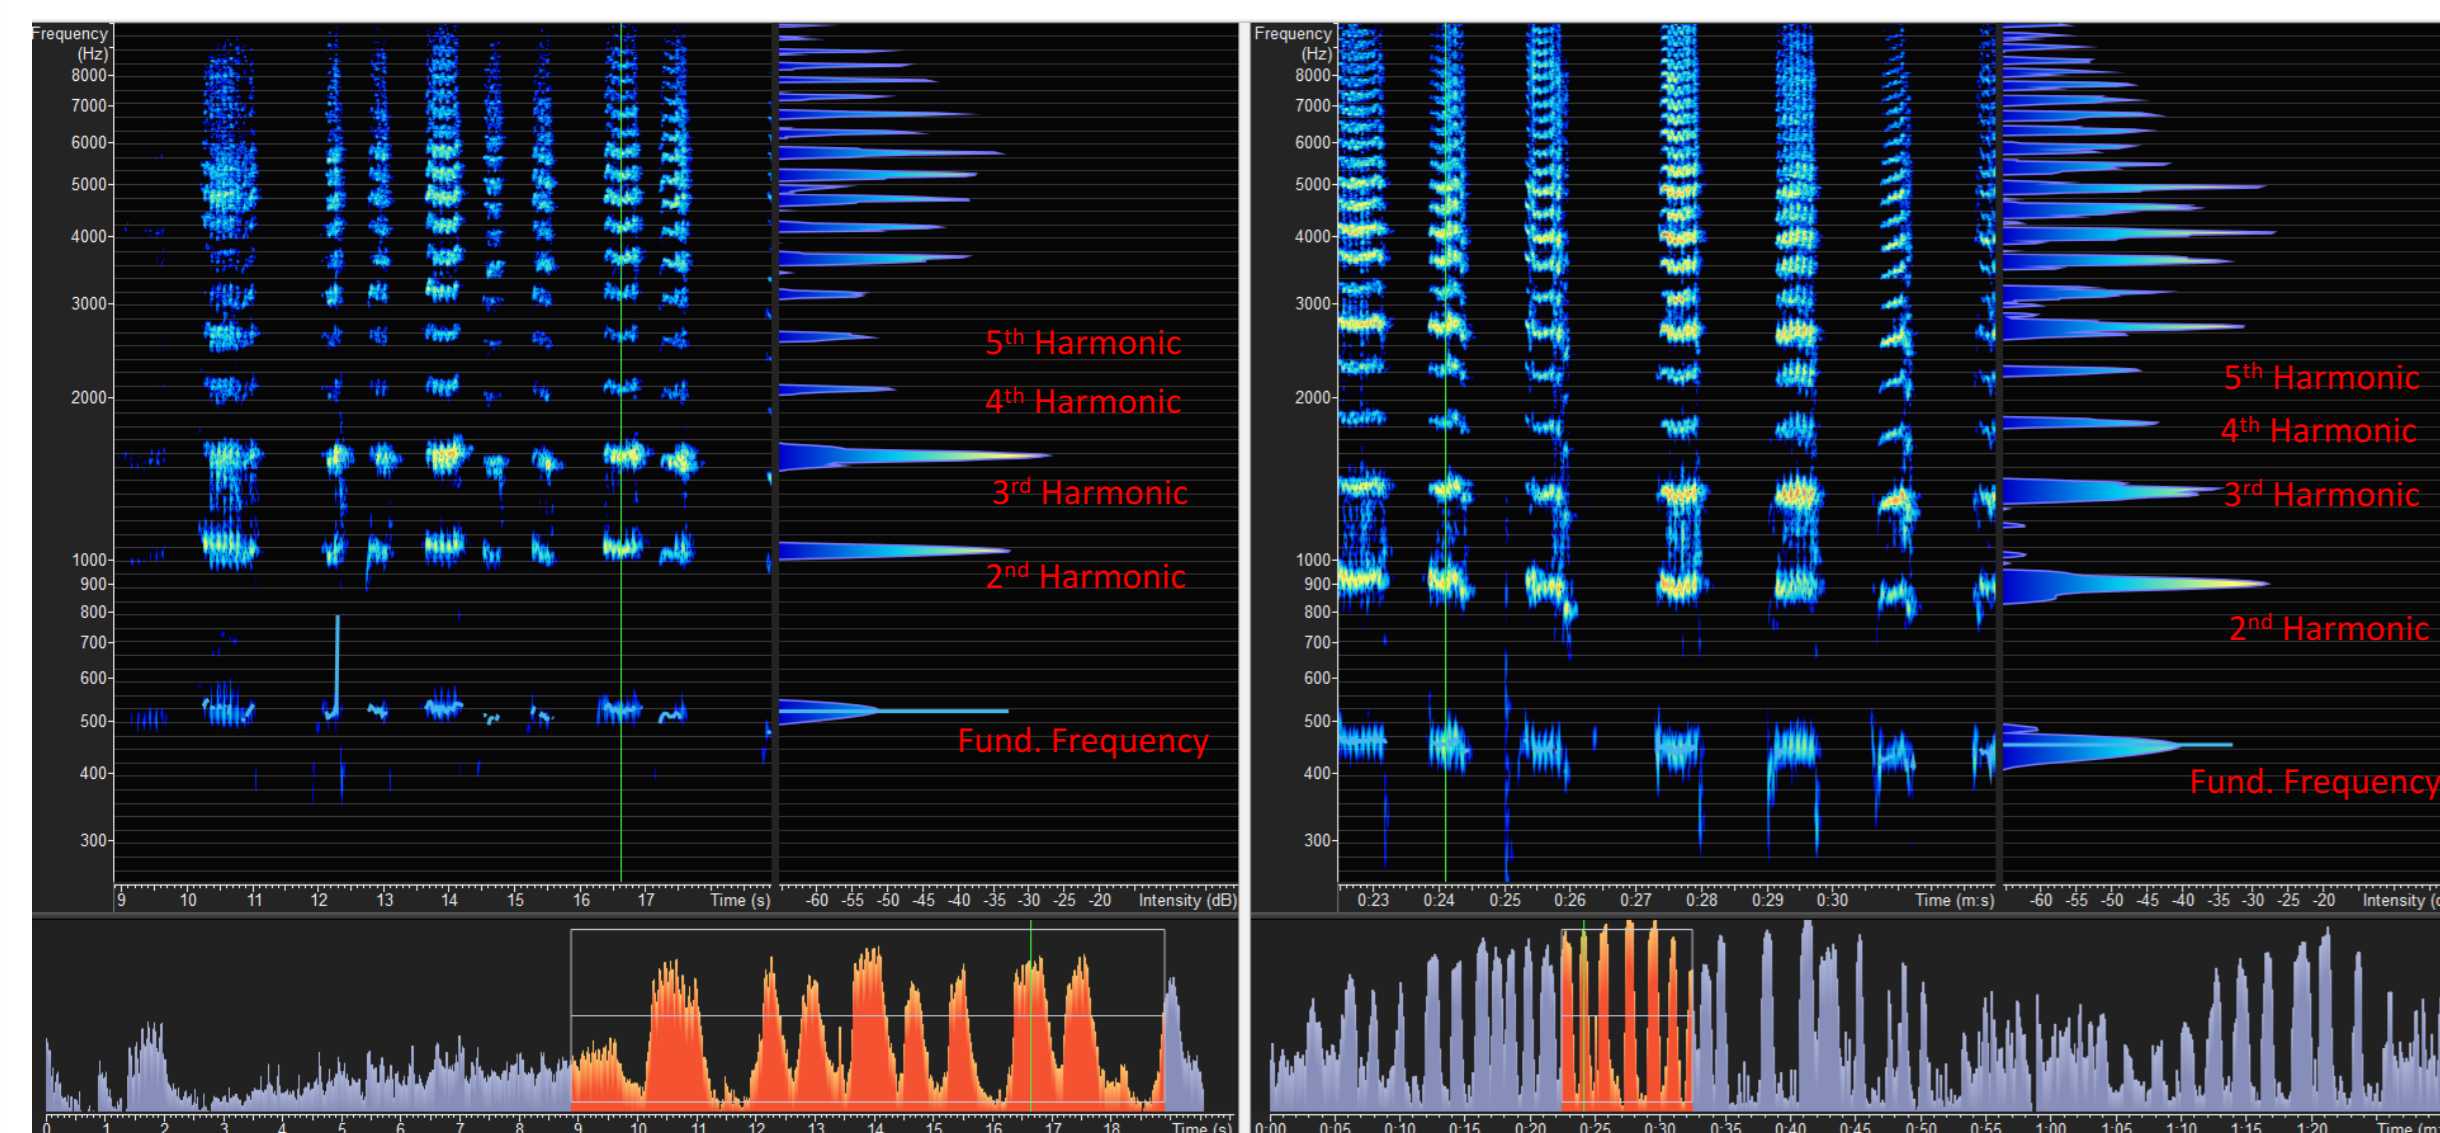 Frequency
(Hz)
8000
7000
6000
5000
4000
3000
2000
1000
900
800
700
600
500
400
300
5th Harmonic
4th Harmonic
3rd Harmonic
2nd Harmonic
Fund. Frequency
9 10 11 12 13 14 15 16 17 Time (s)
-60 -55 -50 -45 -40 -35 -30 -25 -20 Intensity (dB)
0 1 2 3 4 5 6 7 8 9 10 11 12 13 14 15 16 17 18 Time (s)
Frequency
(Hz)
8000
7000
6000
5000
4000
3000
2000
1000
900
800
700
600
500
400
300
5th Harmonic
4th Harmonic
3rd Harmonic
2nd Harmonic
Fund. Frequency
0:23 0:24 0:25 0:26 0:27 0:28 0:29 0:30 Time (m:s)
-60 -55 -50 -45 -40 -35 -30 -25 -20 Intensity (
0:00 0:05 0:10 0:15 0:20 0:25 0:30 0:35 0:40 0:45 0:50 0:55 1:00 1:05 1:10 1:15 1:20 Time (m: